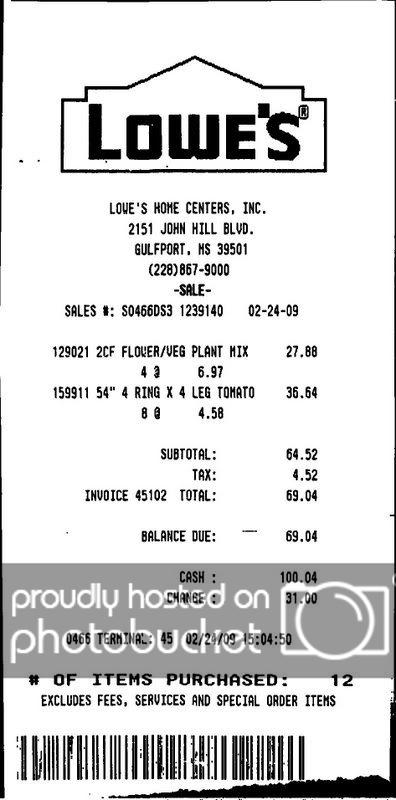 LOWE'S®
LOWE'S HOME CENTERS, INC.
2151 JOHN HILL BLVD.
GULFPORT, MS 39501
(228)867-9000
-SALE-
SALES #: S0466DS3 1239140 02-24-09
129021 2CF FLOWER/VEG PLANT MIX 27.88
4 @ 6.97
159911 54" 4 RING X 4 LEG TOMATO 36.64
8 @ 4.58
SUBTOTAL: 64.52
TAX: 4.52
INVOICE 45102 TOTAL: 69.04
BALANCE DUE: 69.04
CASH : 100.04
CHANGE : 31.00
proudly hosted on
photobucket
0466 TERMINAL: 45 02/24/09 15:04:50
# OF ITEMS PURCHASED: 12
EXCLUDES FEES, SERVICES AND SPECIAL ORDER ITEMS